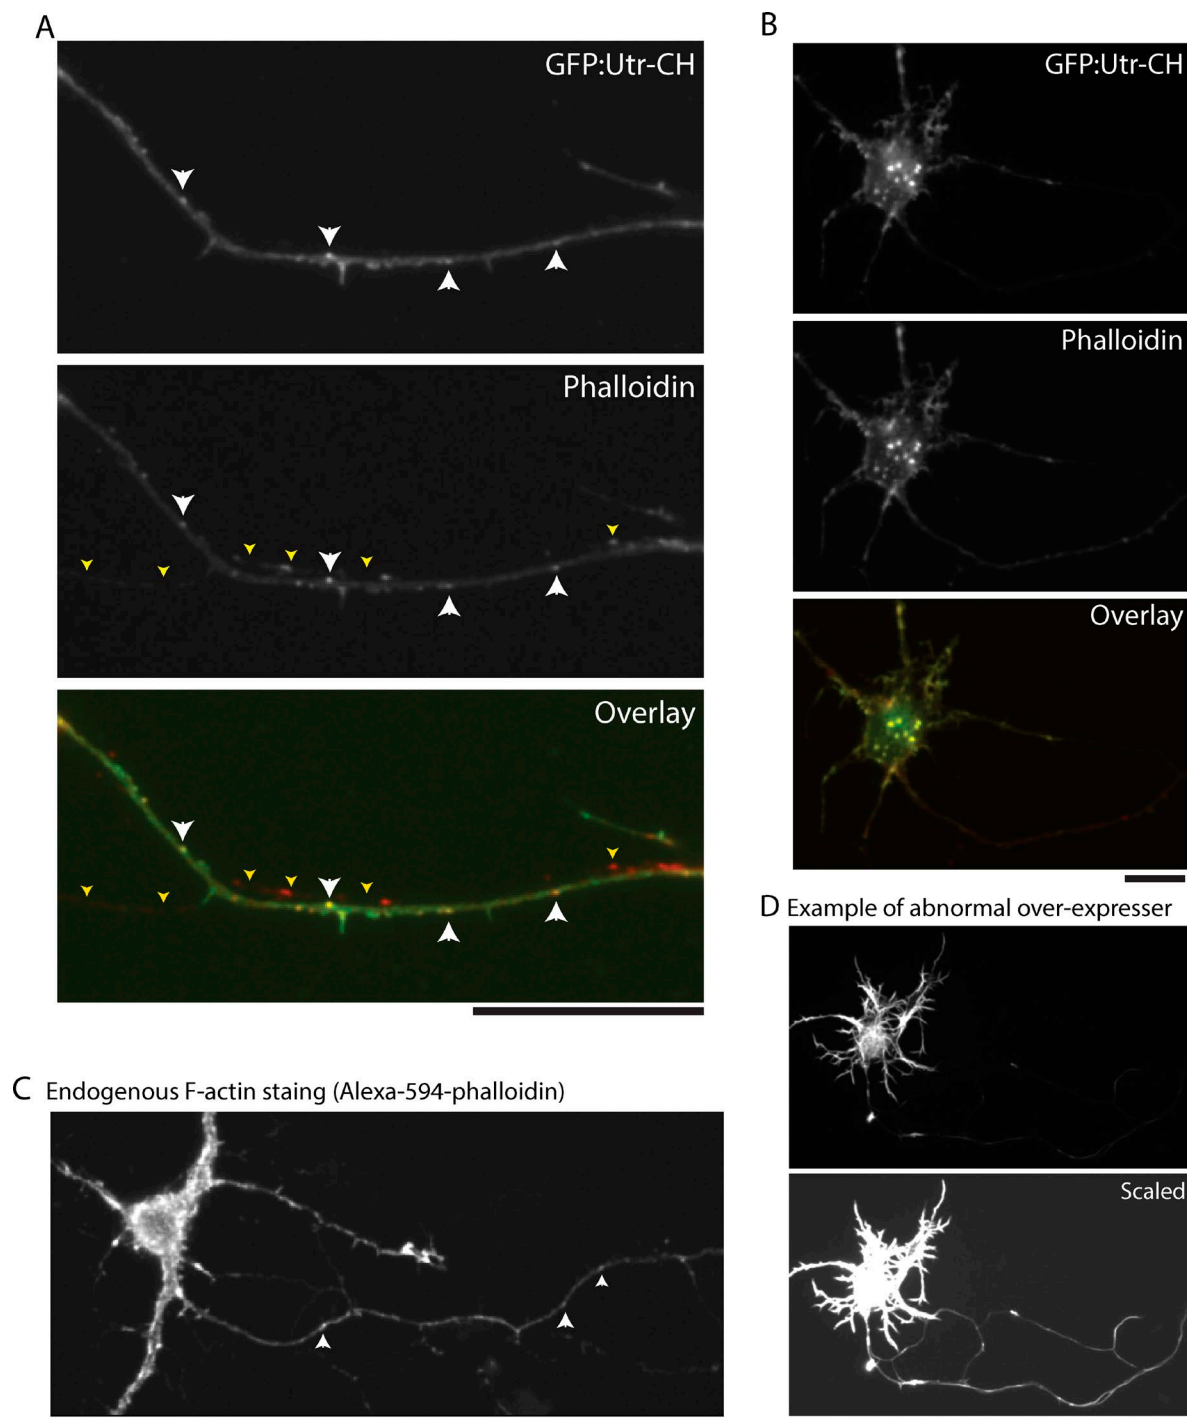 A
GFP:Utr-CH
Phalloidin
Overlay
B
GFP:Utr-CH
Phalloidin
Overlay
C Endogenous F-actin staing (Alexa-594-phalloidin)
D Example of abnormal over-expresser
Scaled